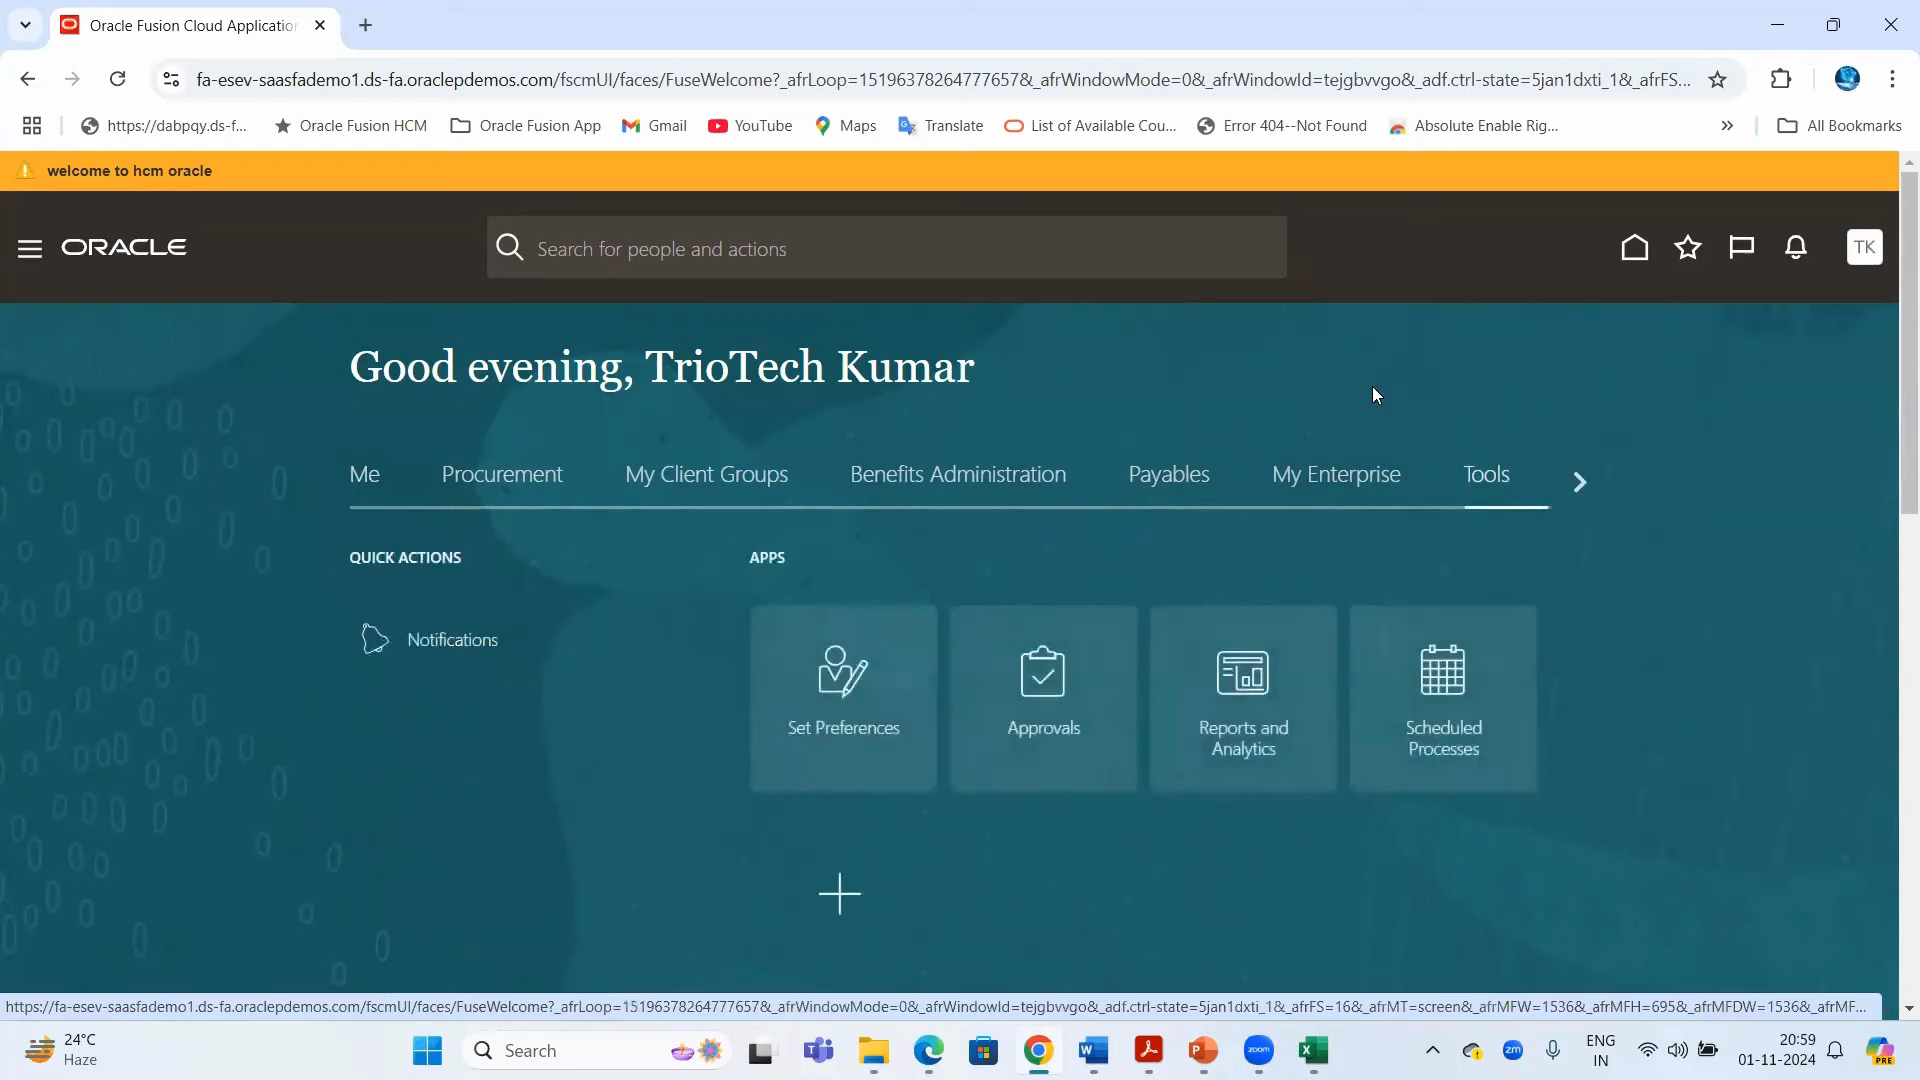 Oracle Fusion Cloud Application
fa-esev-saasfademo1.ds-fa.oraclepdemos.com/fscmUI/faces/FuseWelcome?_afrLoop=15196378264777657&_afrWindowMode=0&_afrWindowId=tejgbvvgo&_adf.ctrl-state=5jan1dxti_1&_afrFS...
https://dabpqy.ds-f... Oracle Fusion HCM Oracle Fusion App Gmail YouTube Maps Translate List of Available Cou... Error 404--Not Found Absolute Enable Rig... All Bookmarks
welcome to hcm oracle
ORACLE
Search for people and actions
TK
Good evening, TrioTech Kumar
Me Procurement My Client Groups Benefits Administration Payables My Enterprise Tools
QUICK ACTIONS
APPS
Notifications
Set Preferences
Approvals
Reports and
Analytics
Scheduled
Processes
https://fa-esev-saasfademo1.ds-fa.oraclepdemos.com/fscmUI/faces/FuseWelcome?_afrLoop=15196378264777657&_afrWindowMode=0&_afrWindowId=tejgbvvgo&_adf.ctrl-state=5jan1dxti_1&_afrFS=16&_afrMT=screen&_afrMFW=1536&_afrMFH=695&_afrMFDW=1536&_afrMF...
24°C
Haze
Search
zoom
zm
ENG
IN
20:59
01-11-2024
PRE